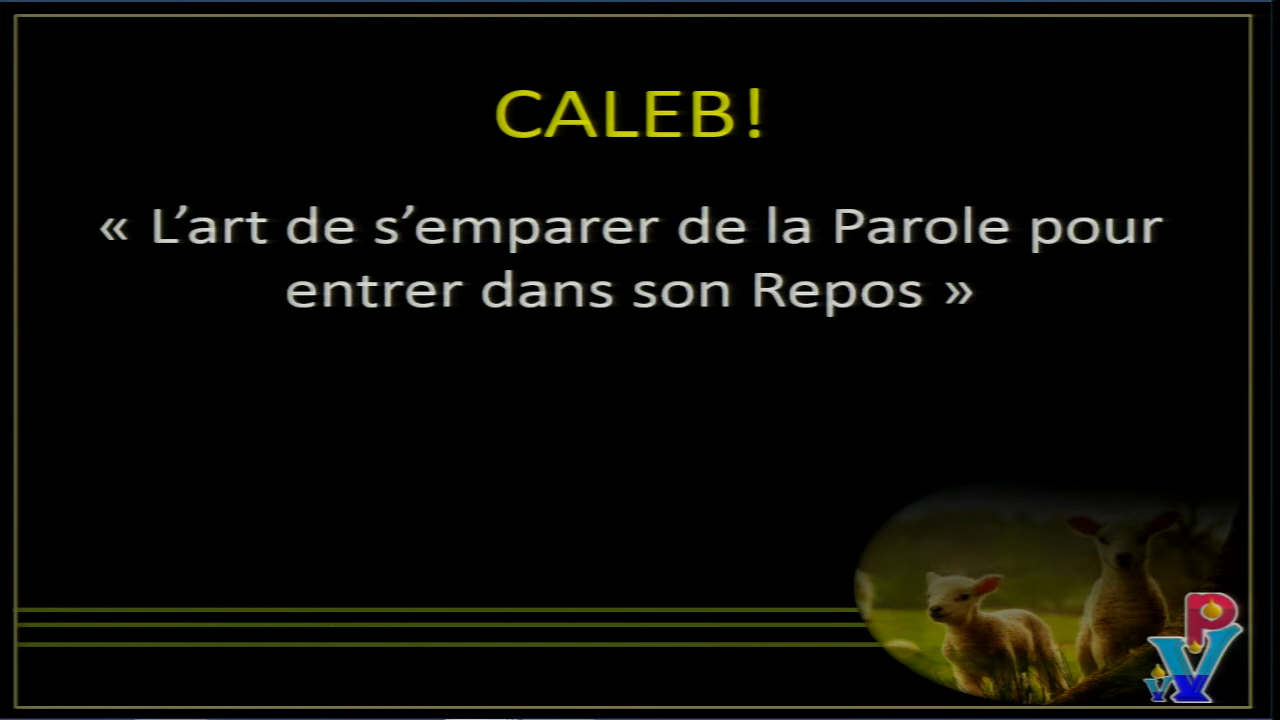 CALEB!
« L’art de s’emparer de la Parole pour
entrer dans son Repos »
P
V
V